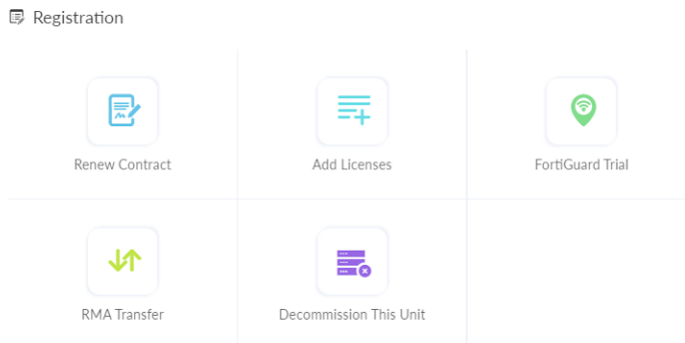 Registration
Renew Contract
Add Licenses
FortiGuard Trial
RMA Transfer
Decommission This Unit